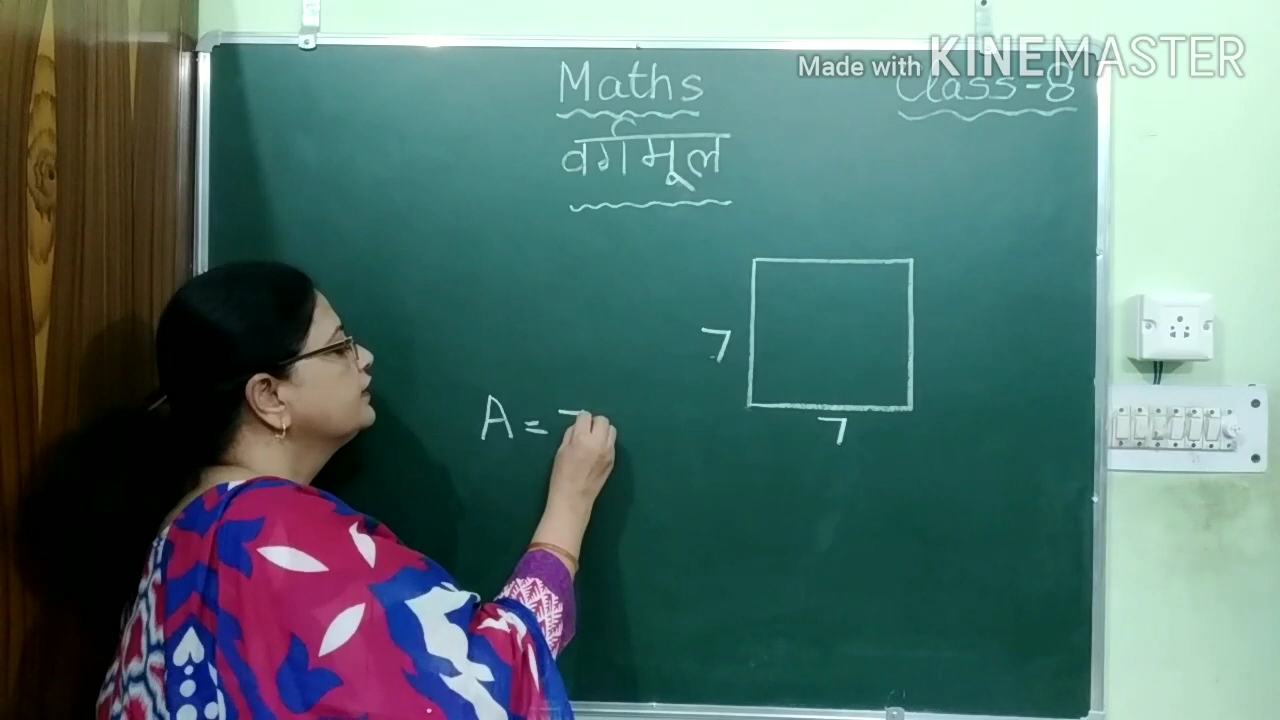 Made with KINEMASTER
Maths
Class-8
वर्गमूल
7
A = 7
7